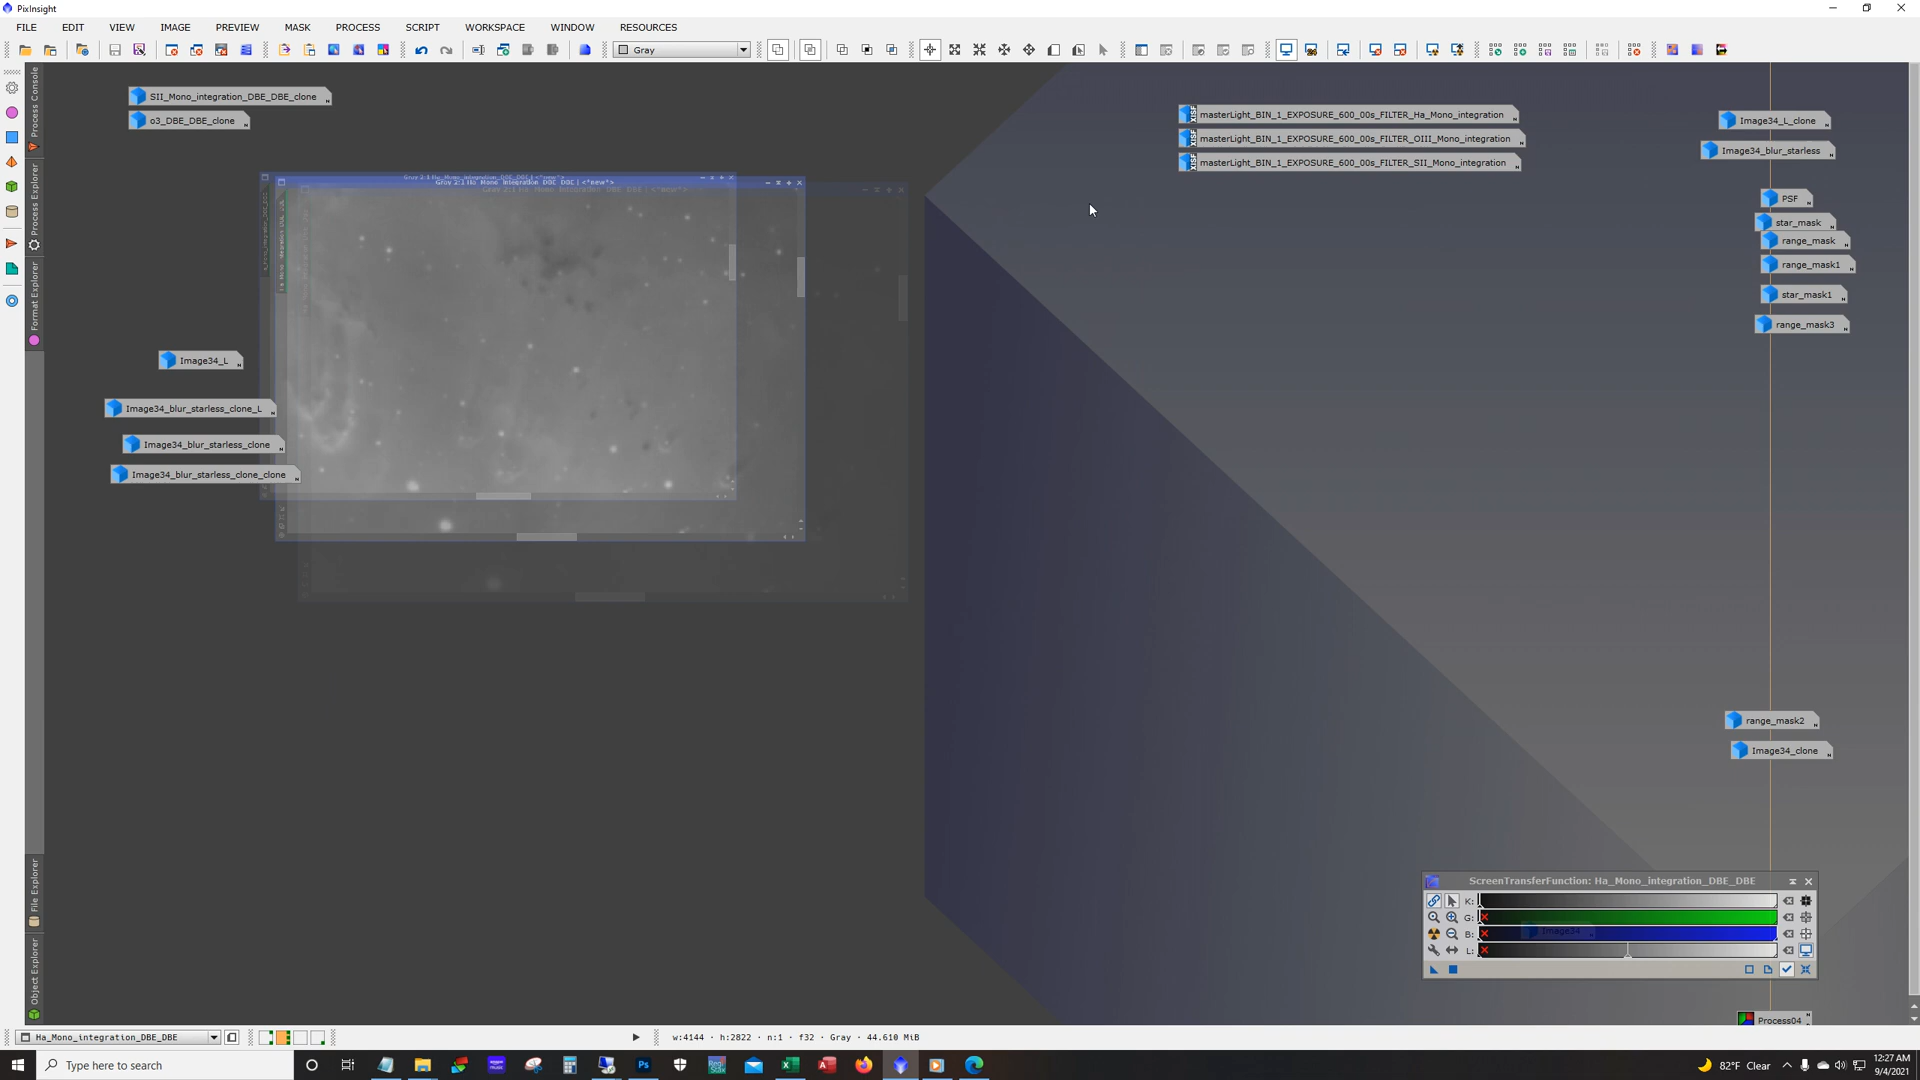 PixInsight
FILE EDIT VIEW IMAGE PREVIEW MASK PROCESS SCRIPT WORKSPACE WINDOW RESOURCES
Gray
Process Console
Process Explorer
Format Explorer
File Explorer
Object Explorer
SII_Mono_integration_DBE_DBE_clone
o3_DBE_DBE_clone
masterLight_BIN_1_EXPOSURE_600_00s_FILTER_Ha_Mono_integration
masterLight_BIN_1_EXPOSURE_600_00s_FILTER_OIII_Mono_integration
masterLight_BIN_1_EXPOSURE_600_00s_FILTER_SII_Mono_integration
Image34_L_clone
Image34_blur_starless
PSF
star_mask
range_mask
range_mask1
star_mask1
range_mask3
Image34_L
Image34_blur_starless_clone_L
Image34_blur_starless_clone
Image34_blur_starless_clone_clone
range_mask2
Image34_clone
ScreenTransferFunction: Ha_Mono_integration_DBE_DBE
K:
G:
B:
L:
Image34
Process04
Ha_Mono_integration_DBE_DBE
w:4144 · h:2822 · n:1 · f32 · Gray · 44.610 MiB
Type here to search
82°F Clear
12:27 AM
9/4/2021